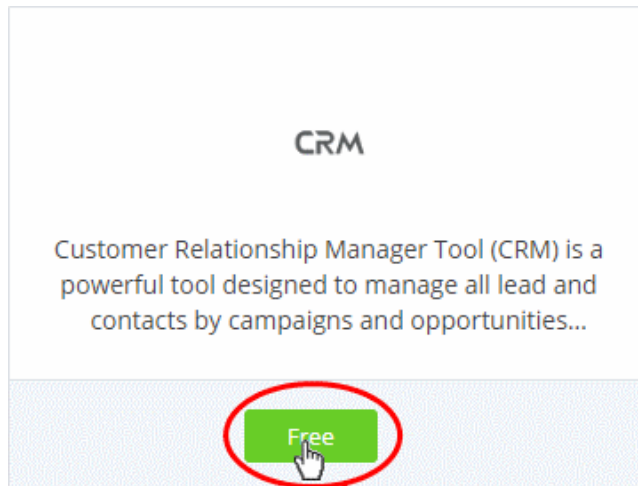 CRM
Customer Relationship Manager Tool (CRM) is a
powerful tool designed to manage all lead and
contacts by campaigns and opportunities...
Free